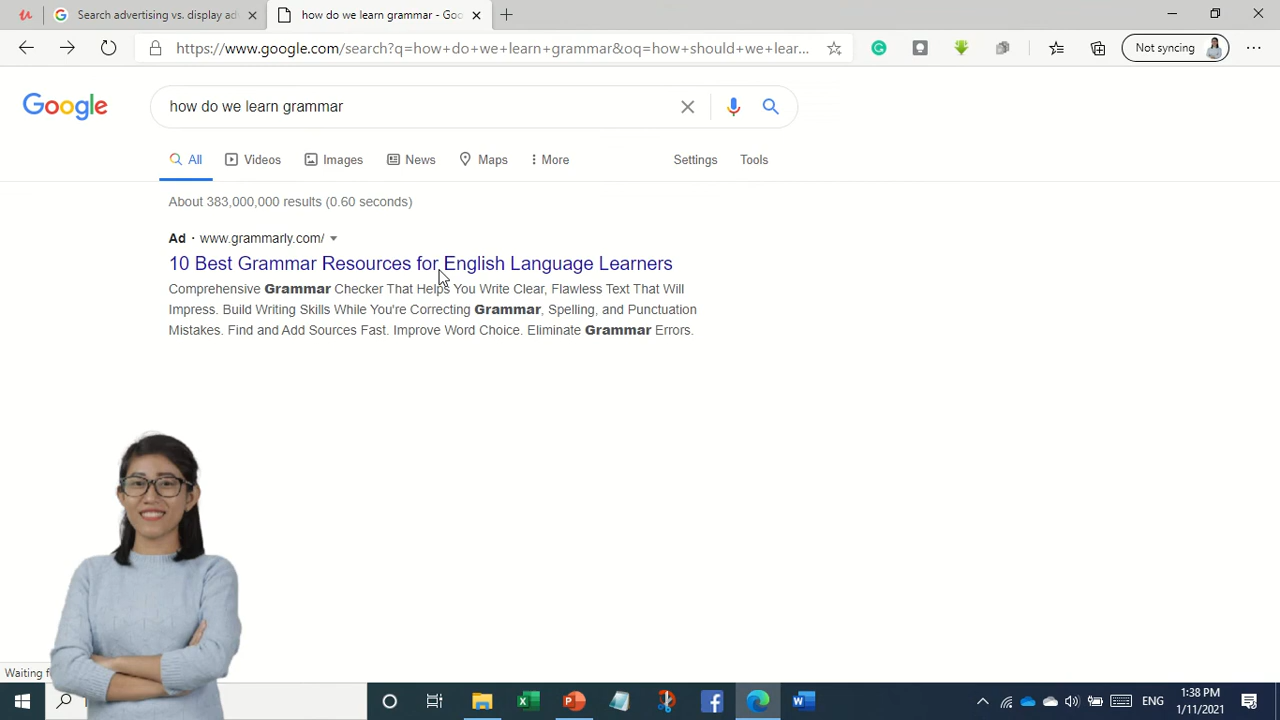 Search advertising vs. display ad
how do we learn grammar - Goo
https://www.google.com/search?q=how+do+we+learn+grammar&oq=how+should+we+lear...
Not syncing
Google
how do we learn grammar
All
Videos
Images
News
Maps
More
Settings
Tools
About 383,000,000 results (0.60 seconds)
Ad · www.grammarly.com/
10 Best Grammar Resources for English Language Learners
Comprehensive Grammar Checker That Helps You Write Clear, Flawless Text That Will
Impress. Build Writing Skills While You're Correcting Grammar, Spelling, and Punctuation
Mistakes. Find and Add Sources Fast. Improve Word Choice. Eliminate Grammar Errors.
Waiting
ENG
1:38 PM
1/11/2021